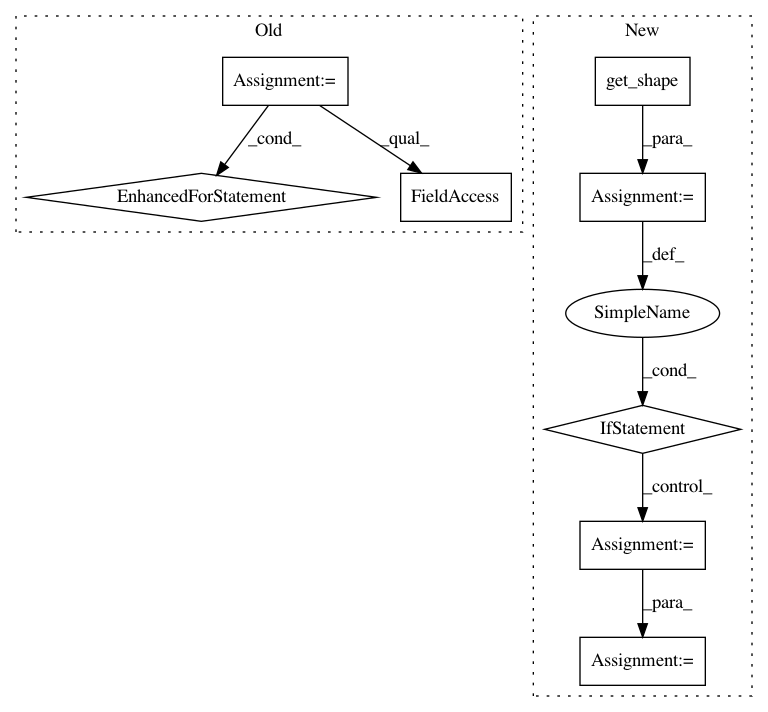 Old
New
Assignment:=
get_shape
_cond_
_qual_
_para_
EnhancedForStatement
FieldAccess
Assignment:=
_def_
SimpleName
_cond_
IfStatement
_control_
Assignment:=
_para_
Assignment:=